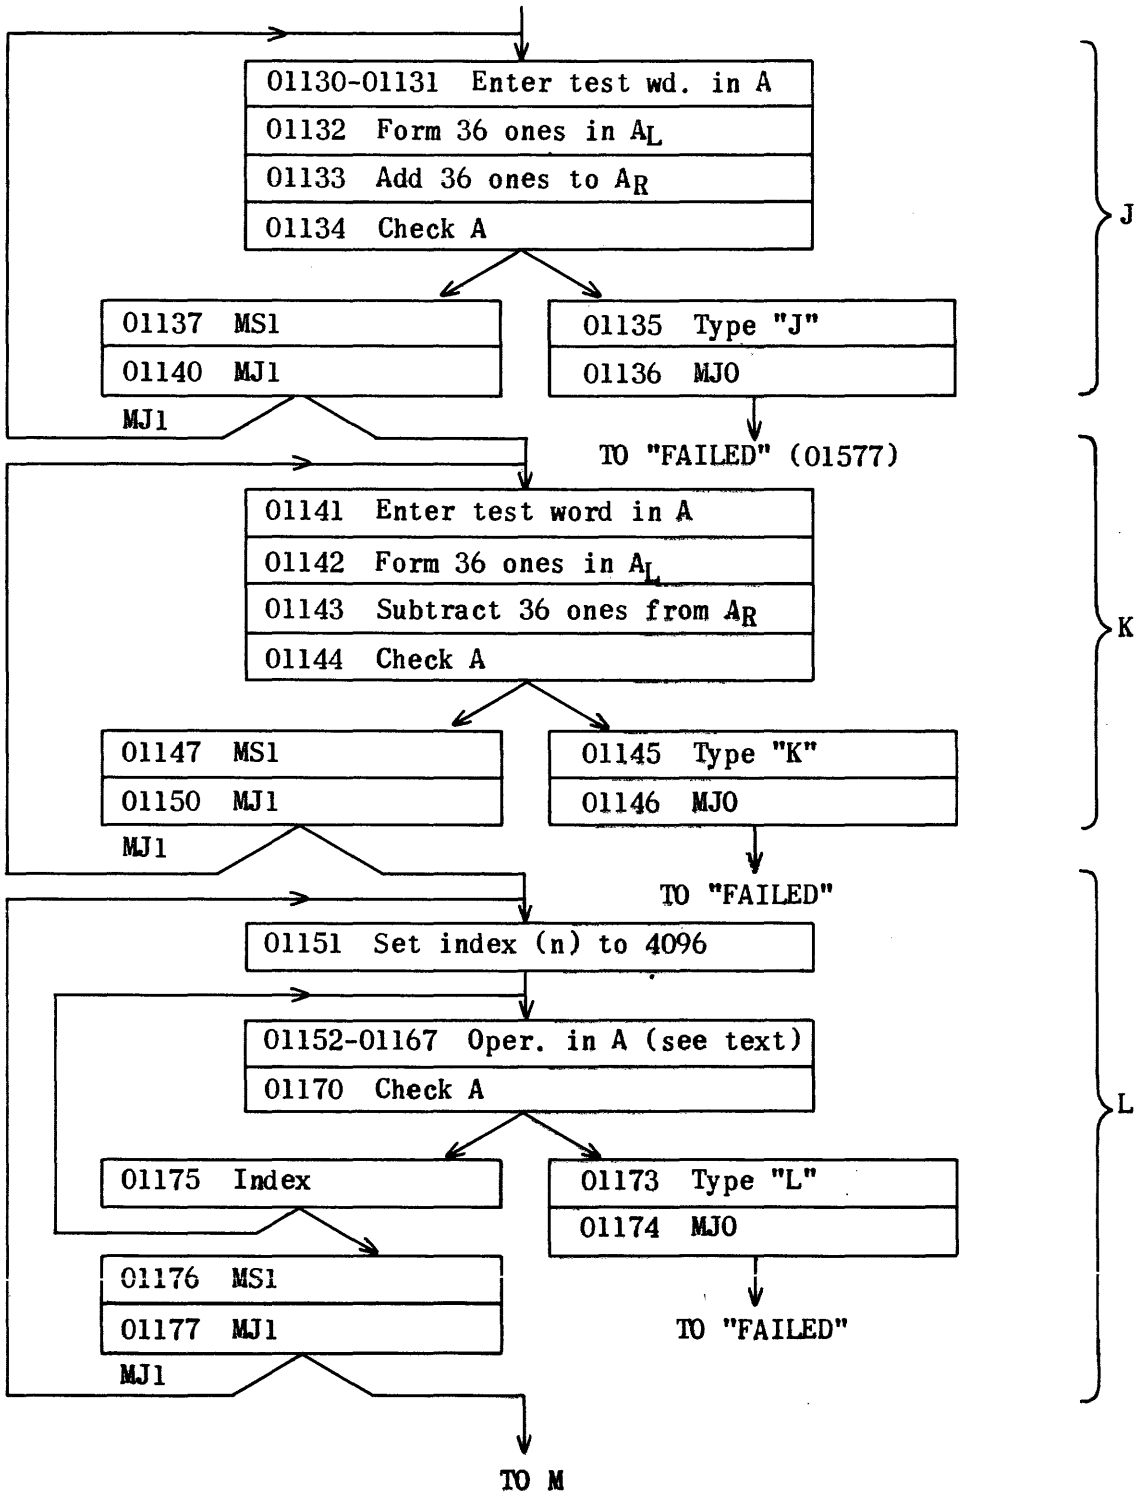 01130-01131 Enter test wd. in A
01132 Form 36 ones in AL
01133 Add 36 ones to AR
01134 Check A
J
01137 MS1
01140 MJ1
01135 Type "J"
01136 MJO
MJ1
TO "FAILED" (01577)
01141 Enter test word in A
01142 Form 36 ones in AL
01143 Subtract 36 ones from AR
01144 Check A
K
01147 MS1
01150 MJ1
01145 Type "K"
01146 MJO
MJ1
TO "FAILED"
01151 Set index (n) to 4096
01152-01167 Oper. in A (see text)
01170 Check A
L
01175 Index
01173 Type "L"
01174 MJO
01176 MS1
01177 MJ1
TO "FAILED"
MJ1
TO M